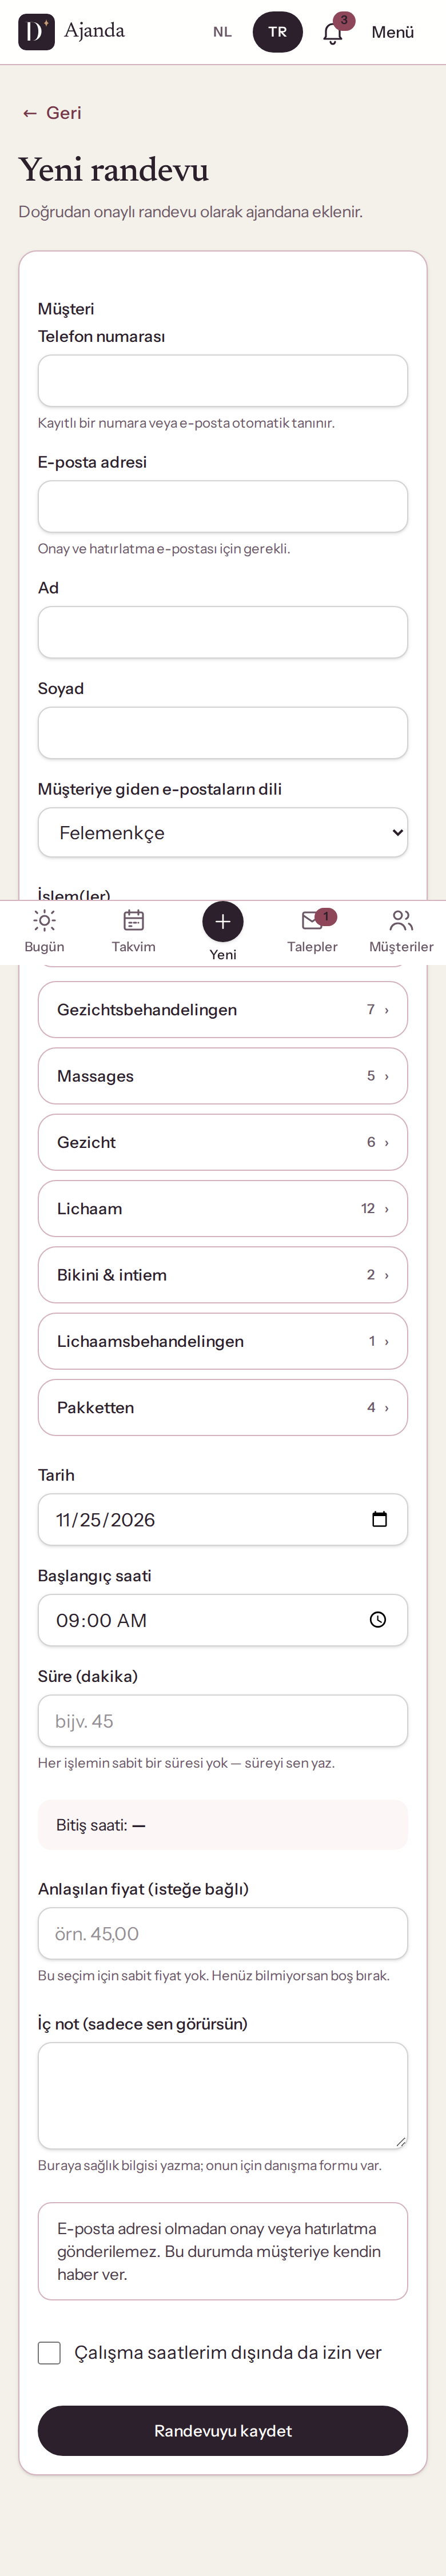 D Ajanda NL TR 3 Menü
← Geri
Yeni randevu
Doğrudan onaylı randevu olarak ajandana eklenir.
Müşteri
Telefon numarası
Kayıtlı bir numara veya e-posta otomatik tanınır.
E-posta adresi
Onay ve hatırlatma e-postası için gerekli.
Ad
Soyad
Müşteriye giden e-postaların dili
Felemenkçe
İşlem(ler)
1
Bugün Takvim Yeni Talepler Müşteriler
Gezichtsbehandelingen 7 ›
Massages 5 ›
Gezicht 6 ›
Lichaam 12 ›
Bikini & intiem 2 ›
Lichaamsbehandelingen 1 ›
Pakketten 4 ›
Tarih
11/25/2026
Başlangıç saati
09:00 AM
Süre (dakika)
bijv. 45
Her işlemin sabit bir süresi yok — süreyi sen yaz.
Bitiş saati: —
Anlaşılan fiyat (isteğe bağlı)
örn. 45,00
Bu seçim için sabit fiyat yok. Henüz bilmiyorsan boş bırak.
İç not (sadece sen görürsün)
Buraya sağlık bilgisi yazma; onun için danışma formu var.
E-posta adresi olmadan onay veya hatırlatma
gönderilemez. Bu durumda müşteriye kendin
haber ver.
Çalışma saatlerim dışında da izin ver
Randevuyu kaydet